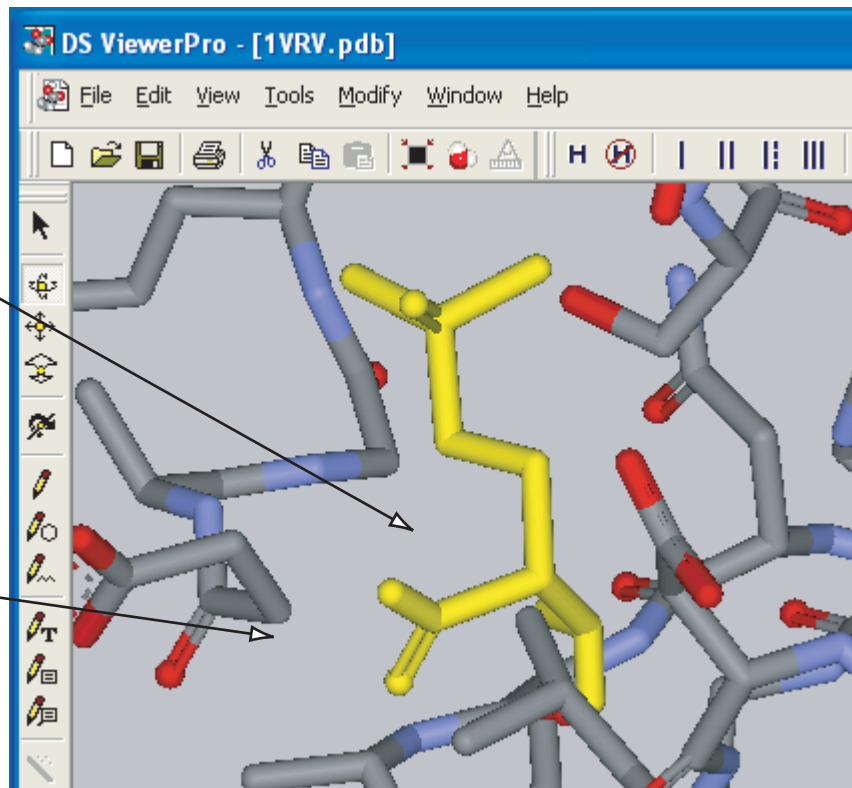 DS ViewerPro - [1VRV.pdb]
File Edit View Tools Modify Window Help
H H
T